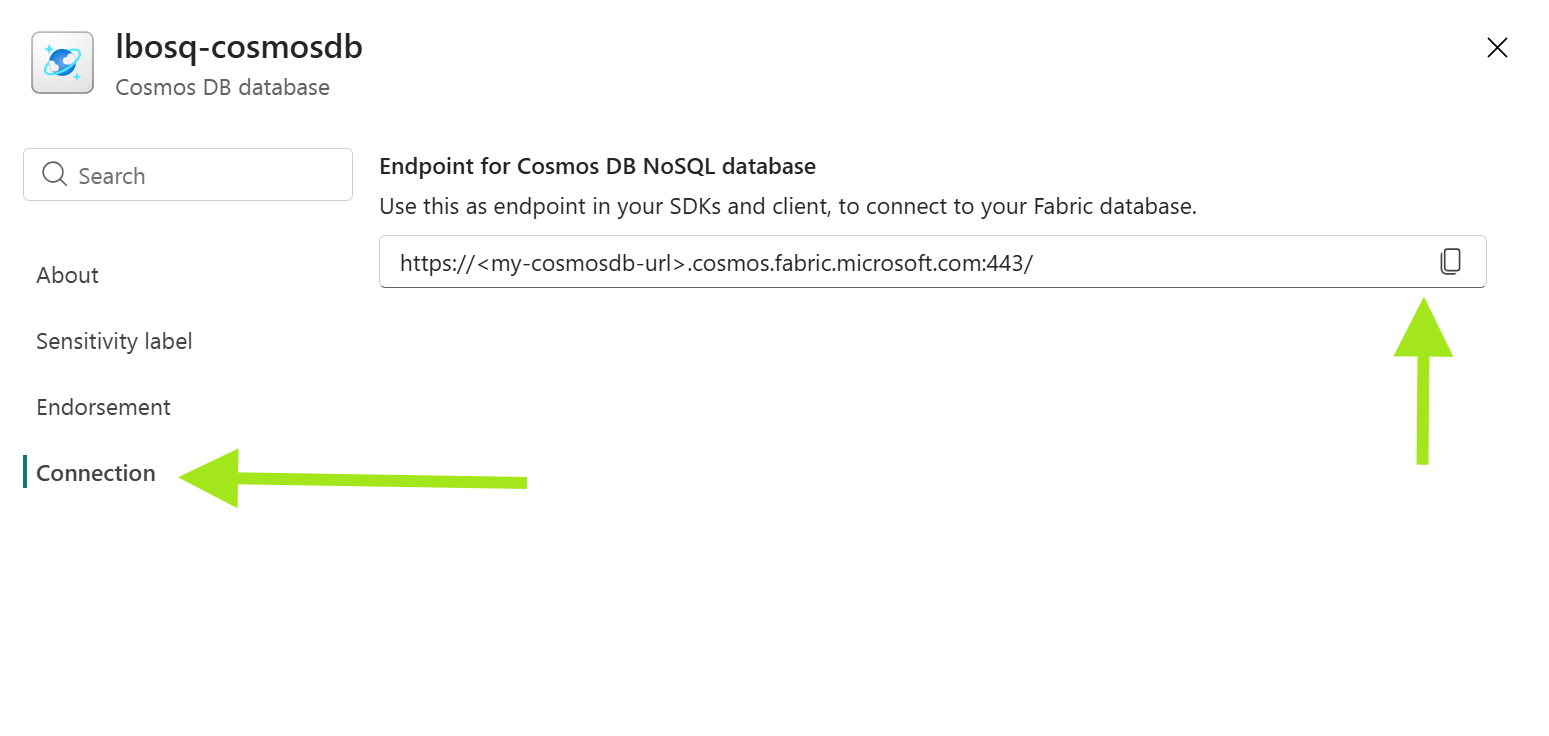 lbosq-cosmosdb
Cosmos DB database
Search
About
Sensitivity label
Endorsement
Connection
Endpoint for Cosmos DB NoSQL database
Use this as endpoint in your SDKs and client, to connect to your Fabric database.
https://<my-cosmosdb-url>.cosmos.fabric.microsoft.com:443/